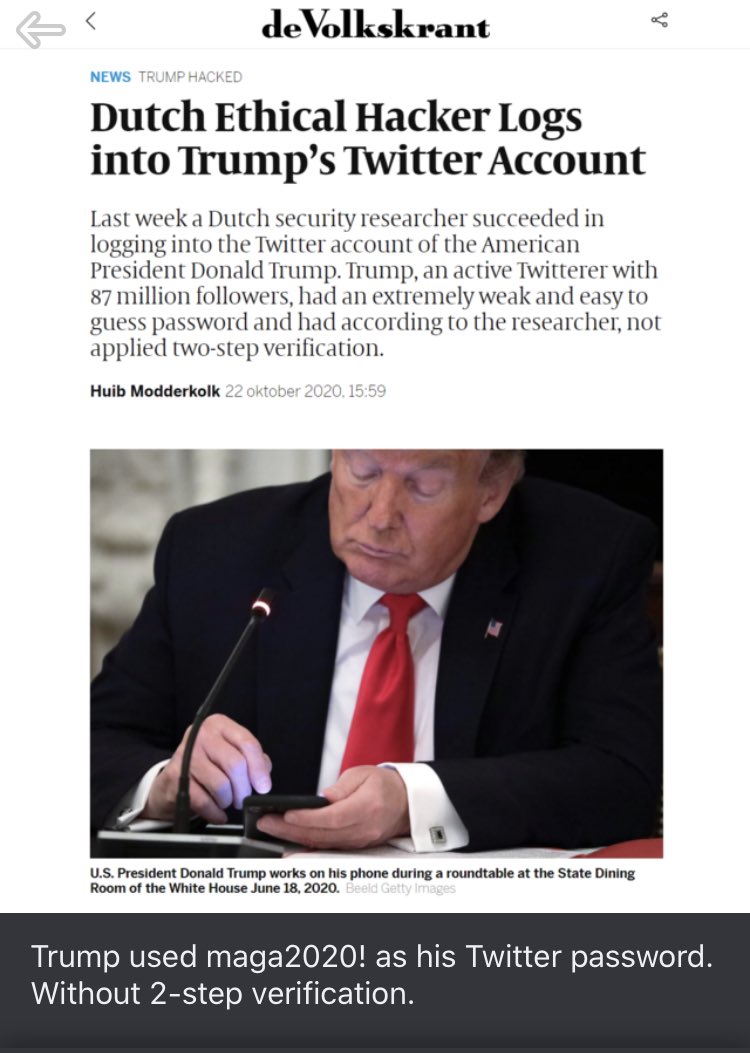 deVolkskrant
NEWS TRUMP HACKED
Dutch Ethical Hacker Logs
into Trump's Twitter Account
Last week a Dutch security researcher succeeded in
logging into the Twitter account of the American
President Donald Trump. Trump, an active Twitterer with
87 million followers, had an extremely weak and easy to
guess password and had according to the researcher, not
applied two-step verification.
Huib Modderkolk 22 oktober 2020, 15:59
U.S. President Donald Trump works on his phone during a roundtable at the State Dining
Room of the White House June 18, 2020. Beeld Getty Images
Trump used maga2020! as his Twitter password.
Without 2-step verification.